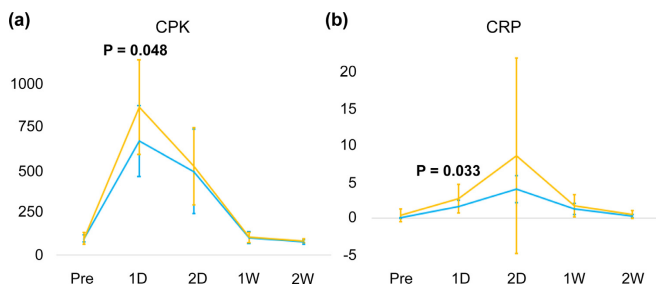 (a)
CPK
P = 0.048
1000
750
500
250
0
Pre 1D 2D 1W 2W
(b)
CRP
20
15
10
P = 0.033
5
0
-5
Pre 1D 2D 1W 2W